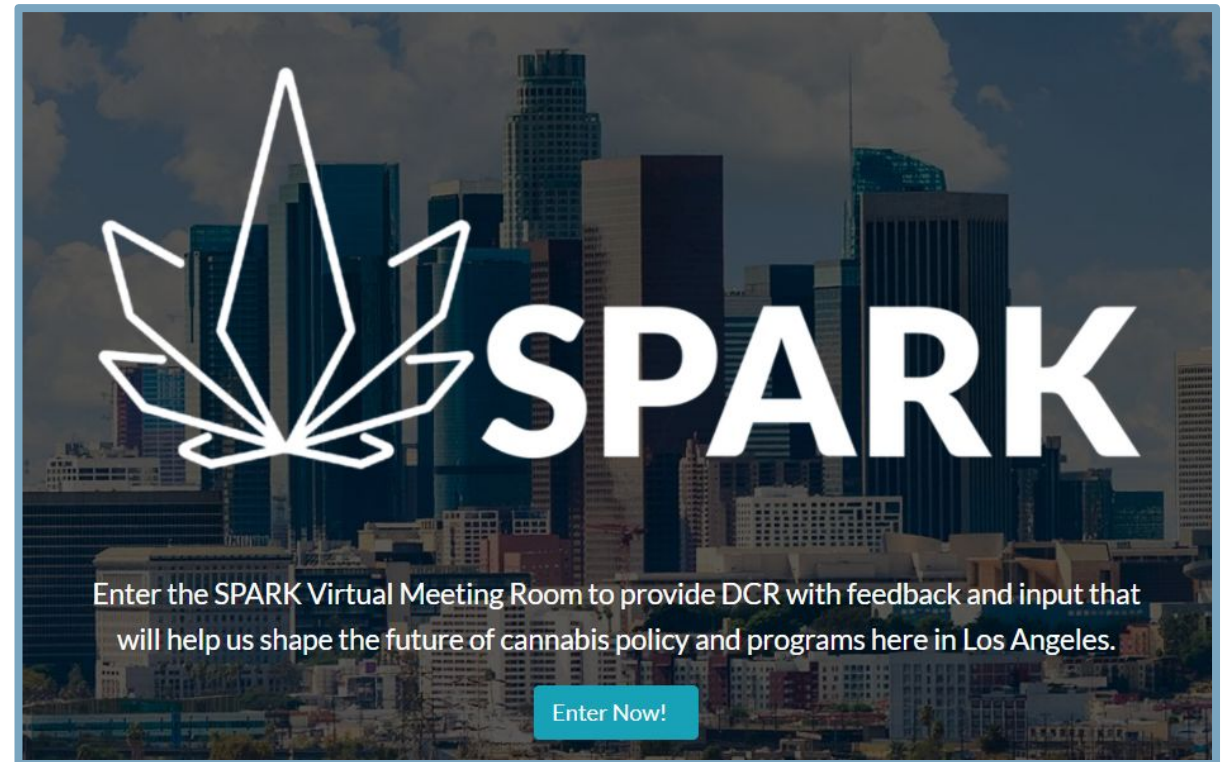 SPARK
Enter the SPARK Virtual Meeting Room to provide DCR with feedback and input that
will help us shape the future of cannabis policy and programs here in Los Angeles.
Enter Now!